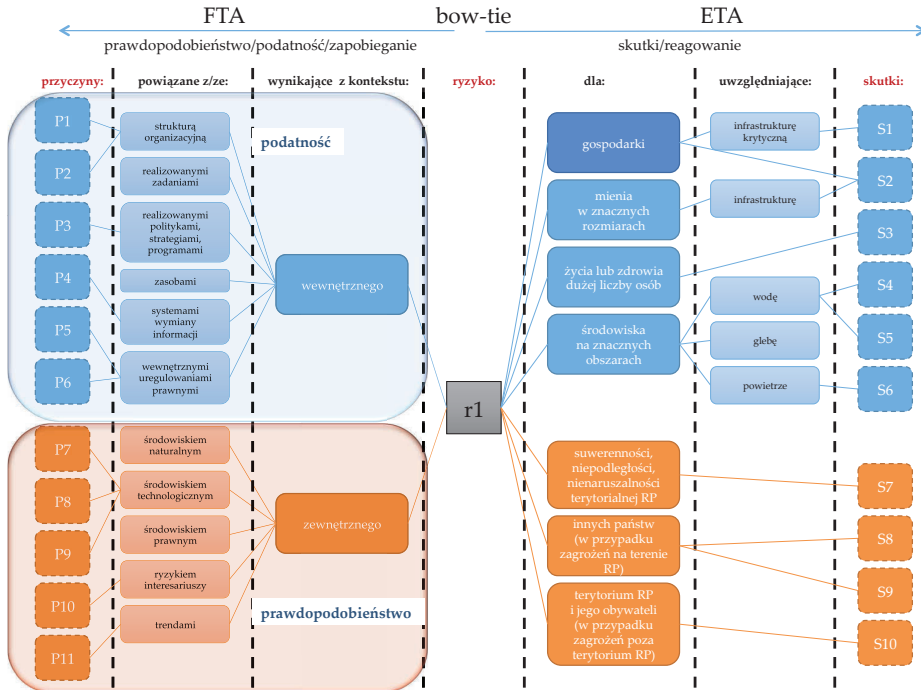 FTA
bow-tie
ETA
prawdopodobieństwo/podatność/zapobieganie
skutki/reagowanie
przyczyny:
powiązane z/ze:
wynikające z kontekstu:
ryzyko:
dla:
uwzględniające:
skutki:
P1
P2
P3
P4
P5
P6
P7
P8
P9
P10
P11
strukturą
organizacyjną
realizowanymi
zadaniami
realizowanymi
politykami,
strategiami,
programami
zasobami
systemami
wymiany
informacji
wewnętrznymi
uregulowaniami
prawnymi
środowiskiem
naturalnym
środowiskiem
technologicznym
środowiskiem
prawnym
ryzykiem
interesariuszy
trendami
podatność
wewnętrznego
zewnętrznego
prawdopodobieństwo
r1
gospodarki
mienia
w znacznych
rozmiarach
życia lub zdrowia
dużej liczby osób
środowiska
na znacznych
obszarach
suwerenności,
niepodległości,
nienaruszalności
terytorialnej RP
innych państw
(w przypadku
zagrożeń na terenie
RP)
terytorium RP
i jego obywateli
(w przypadku
zagrożeń poza
terytorium RP)
infrastrukturę
krytyczną
infrastrukturę
wodę
glebę
powietrze
S1
S2
S3
S4
S5
S6
S7
S8
S9
S10